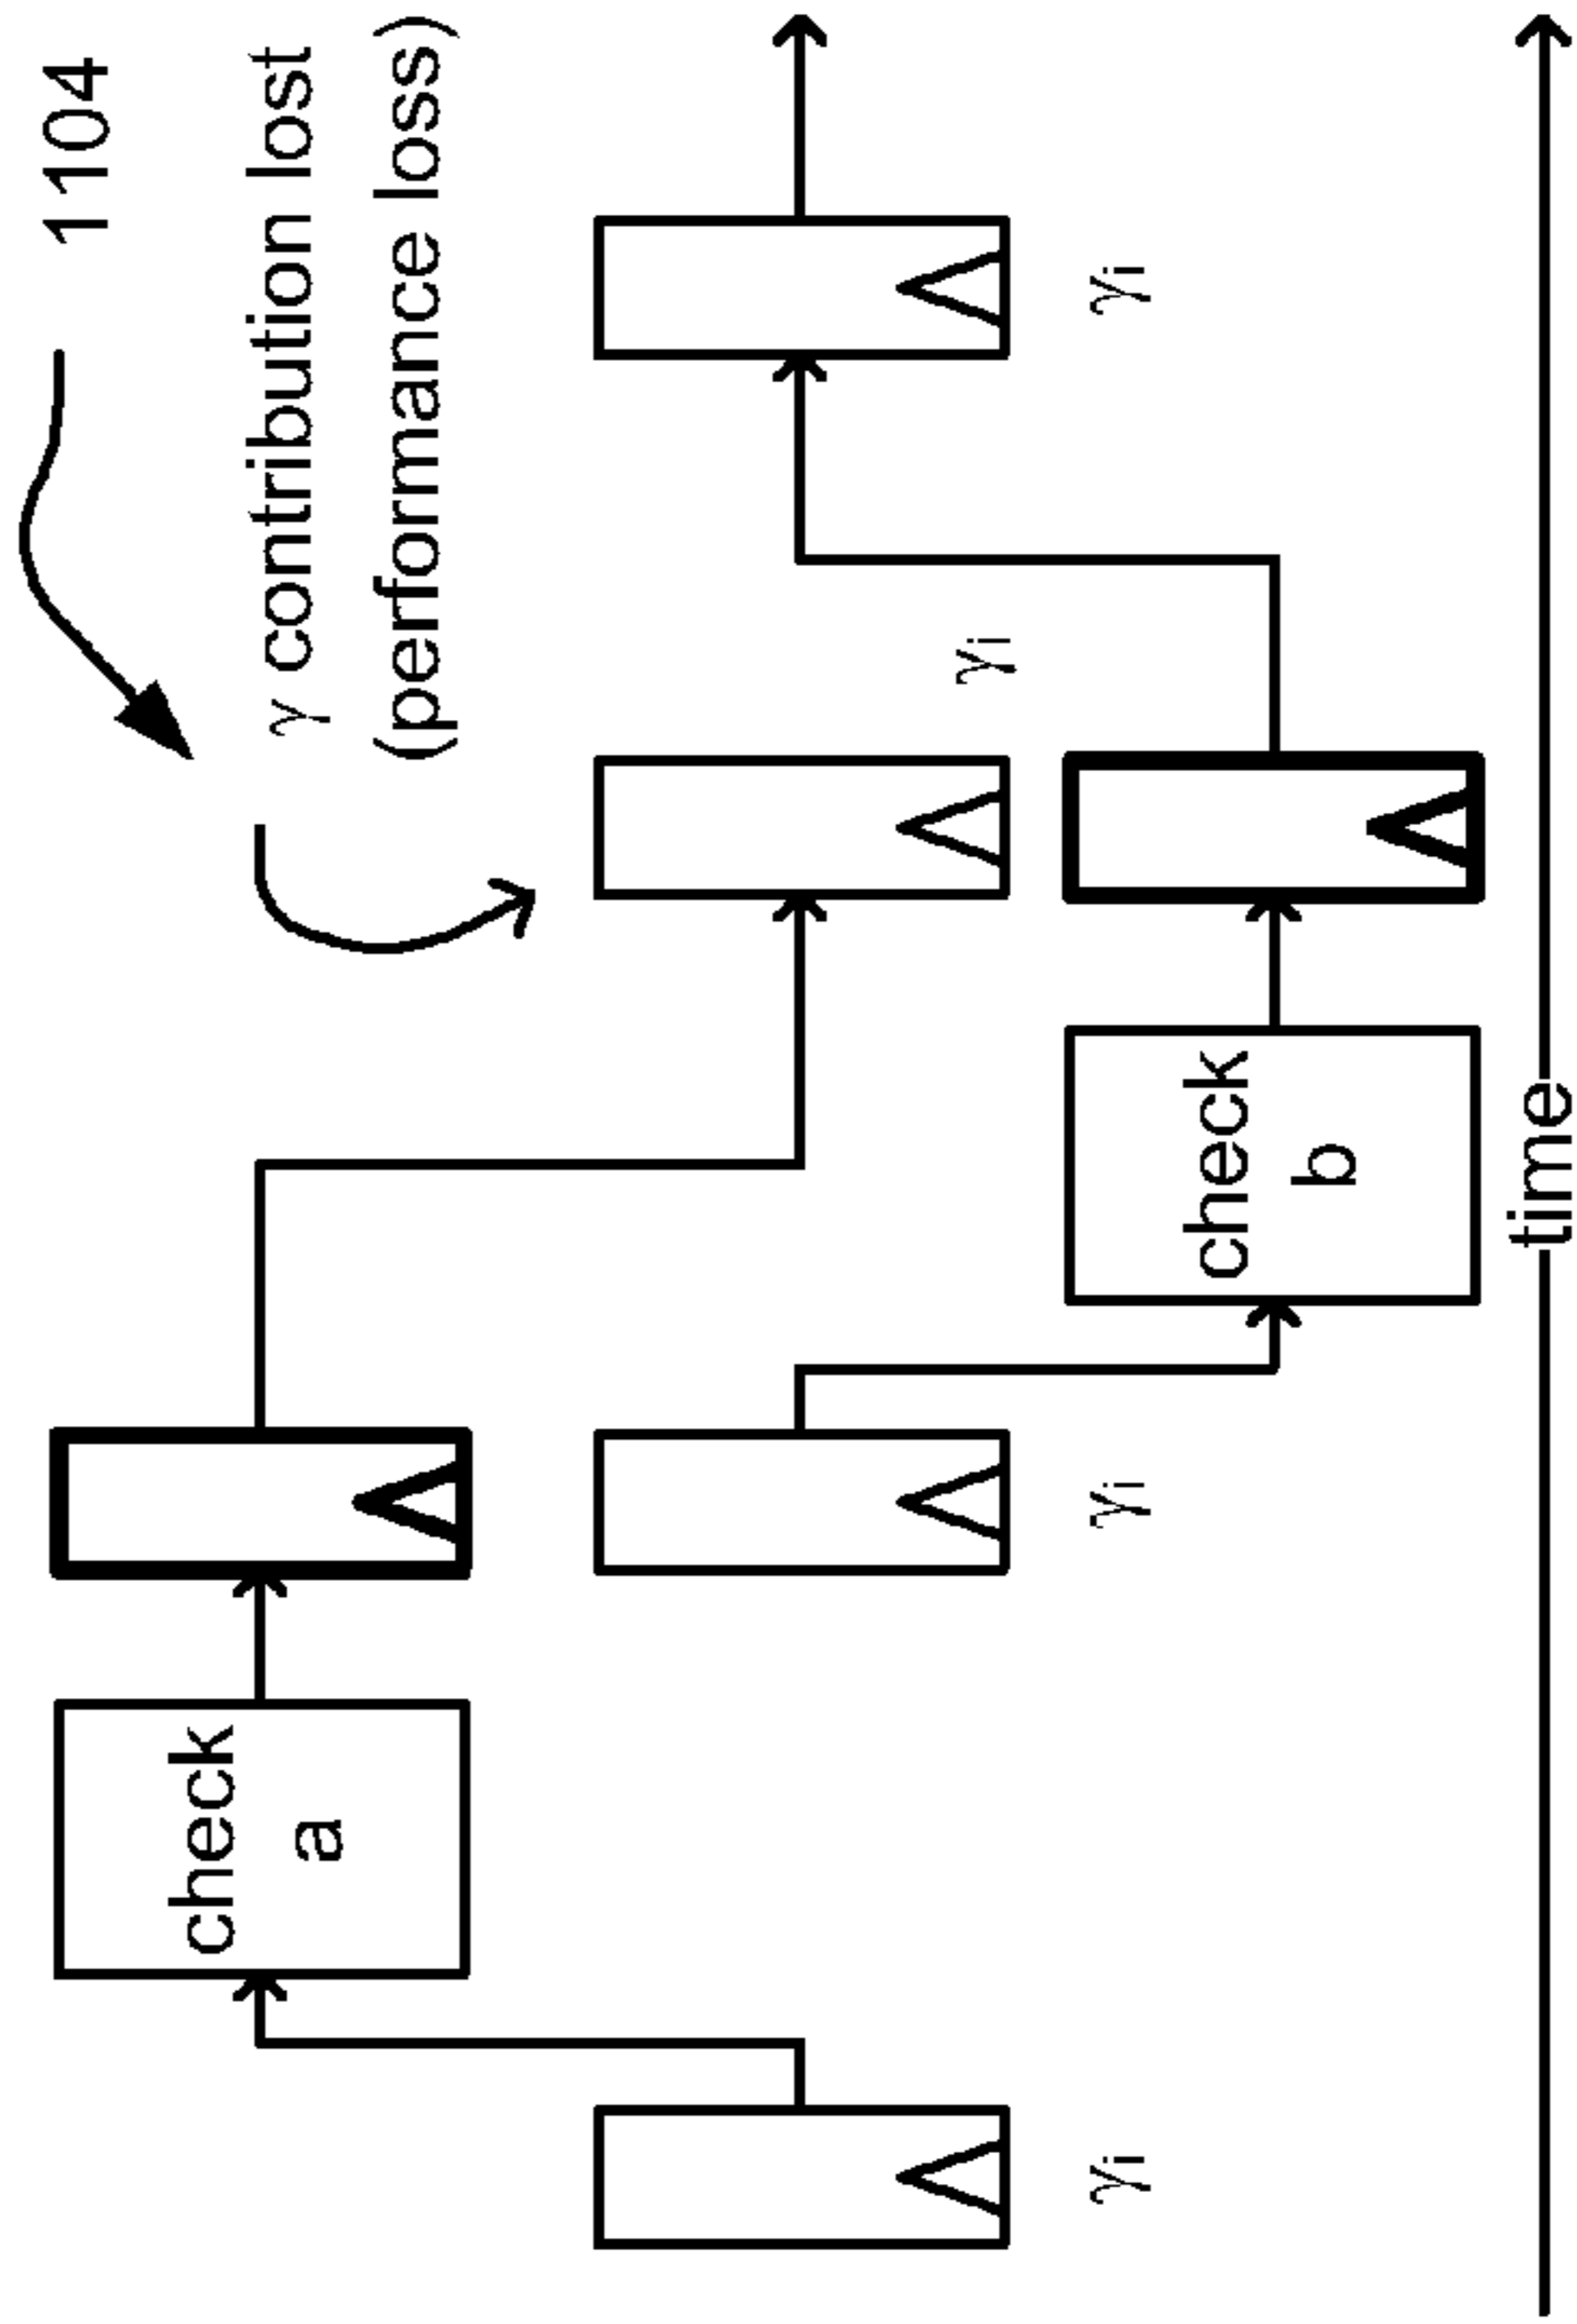 1104
γ contribution lost
(performance loss)
check
a
γi
γi
γi
γi
check
b
time